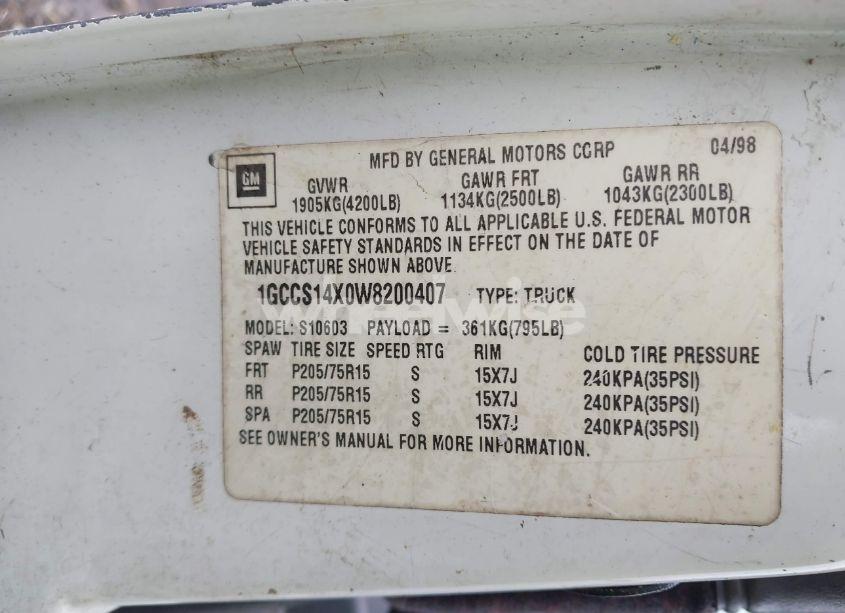 MFD BY GENERAL MOTORS CORP 04/98
GM
GVWR GAWR FRT GAWR RR
1905KG(4200LB) 1134KG(2500LB) 1043KG(2300LB)
THIS VEHICLE CONFORMS TO ALL APPLICABLE U.S. FEDERAL MOTOR
VEHICLE SAFETY STANDARDS IN EFFECT ON THE DATE OF
MANUFACTURE SHOWN ABOVE.
1GCCS14X0W8200407 TYPE: TRUCK
wheelwise
MODEL: S10603 PAYLOAD = 361KG(795LB)
SPAW TIRE SIZE SPEED RTG RIM COLD TIRE PRESSURE
FRT P205/75R15 S 15X7J 240KPA(35PSI)
RR P205/75R15 S 15X7J 240KPA(35PSI)
SPA P205/75R15 S 15X7J 240KPA(35PSI)
SEE OWNER'S MANUAL FOR MORE INFORMATION.